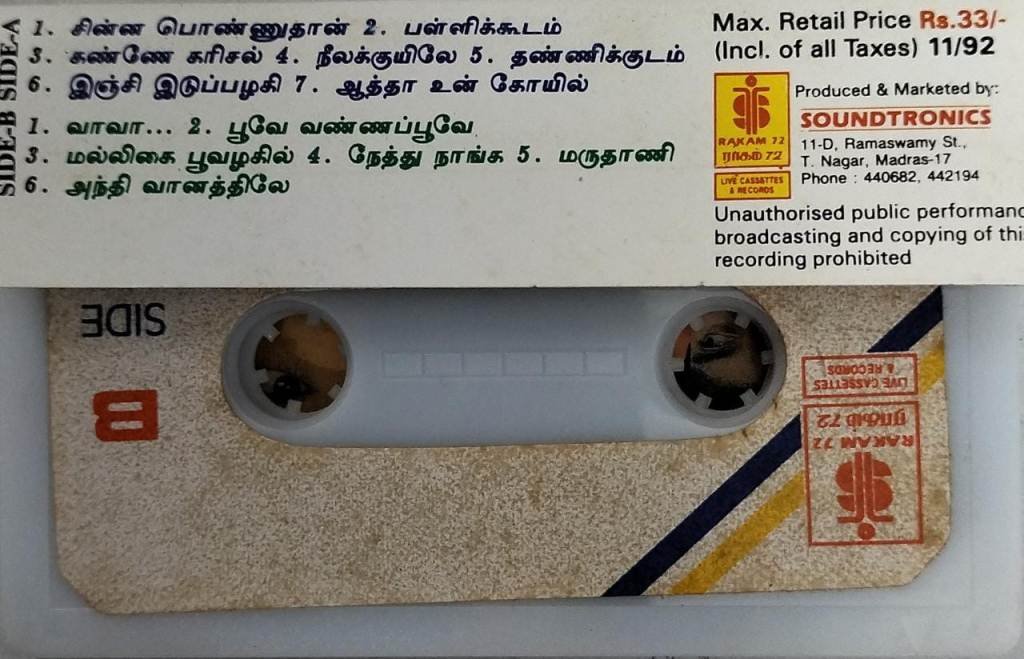 SIDE-A
1. சின்ன பொண்ணுதான் 2. பள்ளிக்கூடம்
3. கண்ணே கரிசல் 4. நீலக்குயிலே 5. தண்ணிக்குடம்
6. இஞ்சி இடுப்பழகி 7. ஆத்தா உன் கோயில்
SIDE-B
1. வாவா... 2. பூவே வண்ணப்பூவே
3. மல்லிகை பூவழகில் 4. நேத்து நாங்க 5. மருதாணி
6. அந்தி வானத்திலே
Max. Retail Price Rs.33/-
(Incl. of all Taxes) 11/92
RAKAM 72
ராகம் 72
LIVE CASSETTES
& RECORDS
Produced & Marketed by:
SOUNDTRONICS
11-D, Ramaswamy St.,
T. Nagar, Madras-17
Phone : 440682, 442194
Unauthorised public performanc
broadcasting and copying of thi
recording prohibited
SIDE
B
RAKAM 72
ராகம் 72
LIVE CASSETTES
& RECORDS